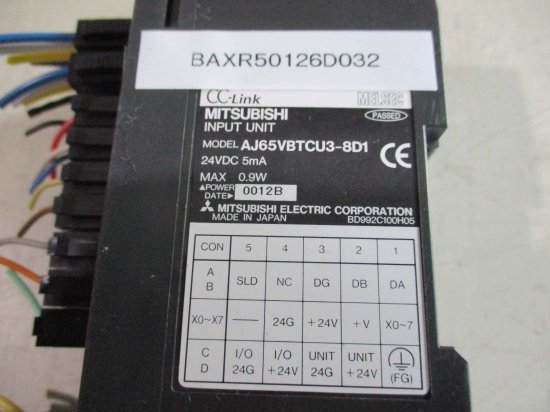 BAXR50126D032
CC-Link MELSEC
MITSUBISHI PASSED
INPUT UNIT
MODEL AJ65VBTCU3-8D1
24VDC 5mA CE
MAX 0.9W
▲POWER
DATE▶ 0012B
MITSUBISHI ELECTRIC CORPORATION
MADE IN JAPAN BD992C100H05
CON 5 4 3 2 1
A B SLD NC DG DB DA
X0~X7 — 24G +24V +V X0~7
C D I/O 24G I/O +24V UNIT 24G UNIT +24V (FG)